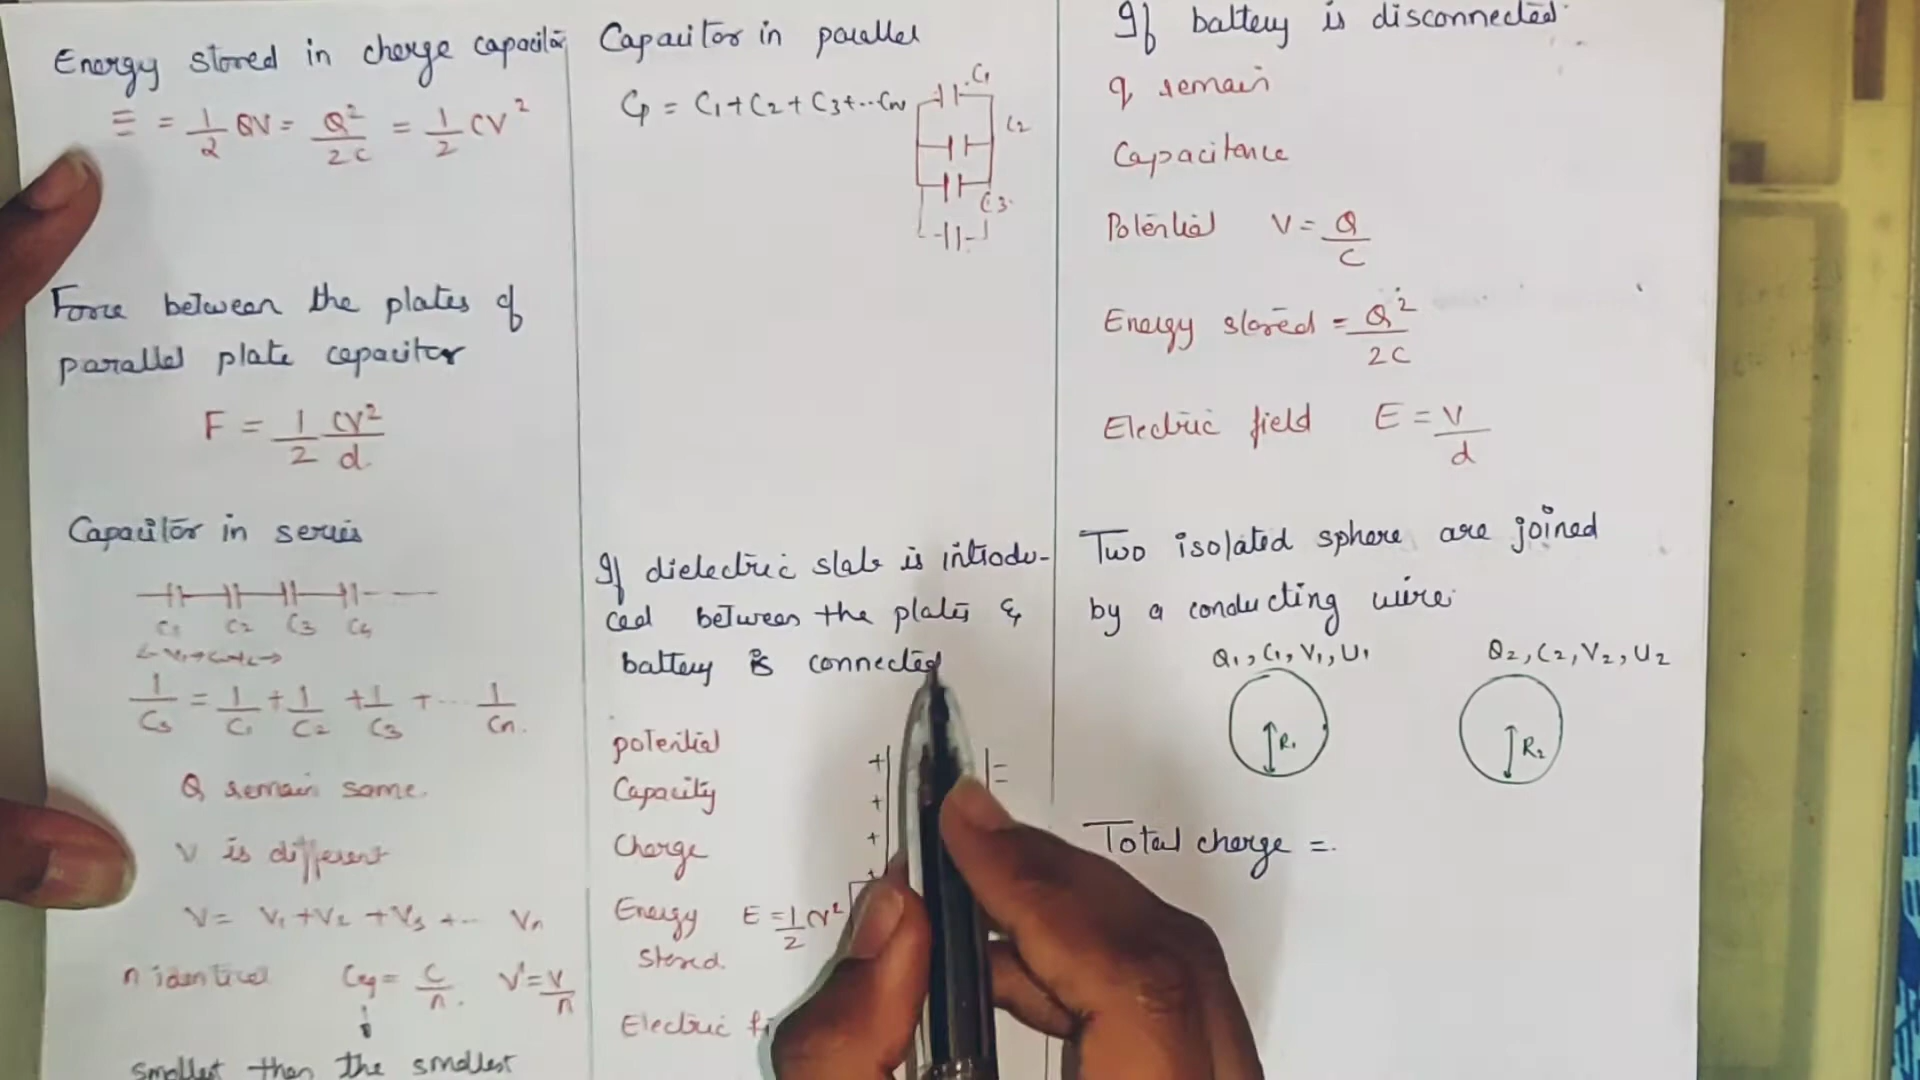 Energy stored in charge capacitor
E = 1/2 QV = Q²/2C = 1/2 CV²
Force between the plates of
parallel plate capacitor
F = 1/2 CV²/d
Capacitor in series
C1 C2 C3 C4
1/Cs = 1/C1 + 1/C2 + 1/C3 + ... 1/Cn.
Q remain same.
V is different
V = V1 + V2 + V3 + ... Vn
n identical Ceq = C/n. V' = V/n
smallest than the smallest
Capacitor in parallel
Cp = C1 + C2 + C3 + ... Cn
C1
C2
C3
If dielectric slab is introdu-
ced between the plates &
battery is connected
potential
Capacity
Charge
Energy E = 1/2 CV²
stored.
Electric
If battery is disconnected.
q remain
Capacitence
Potential V = Q/C
Energy stored = Q²/2C
Electric field E = V/d
Two isolated sphere are joined
by a conducting wire.
Q1, C1, V1, U1 Q2, C2, V2, U2
R1 R2
Total charge =